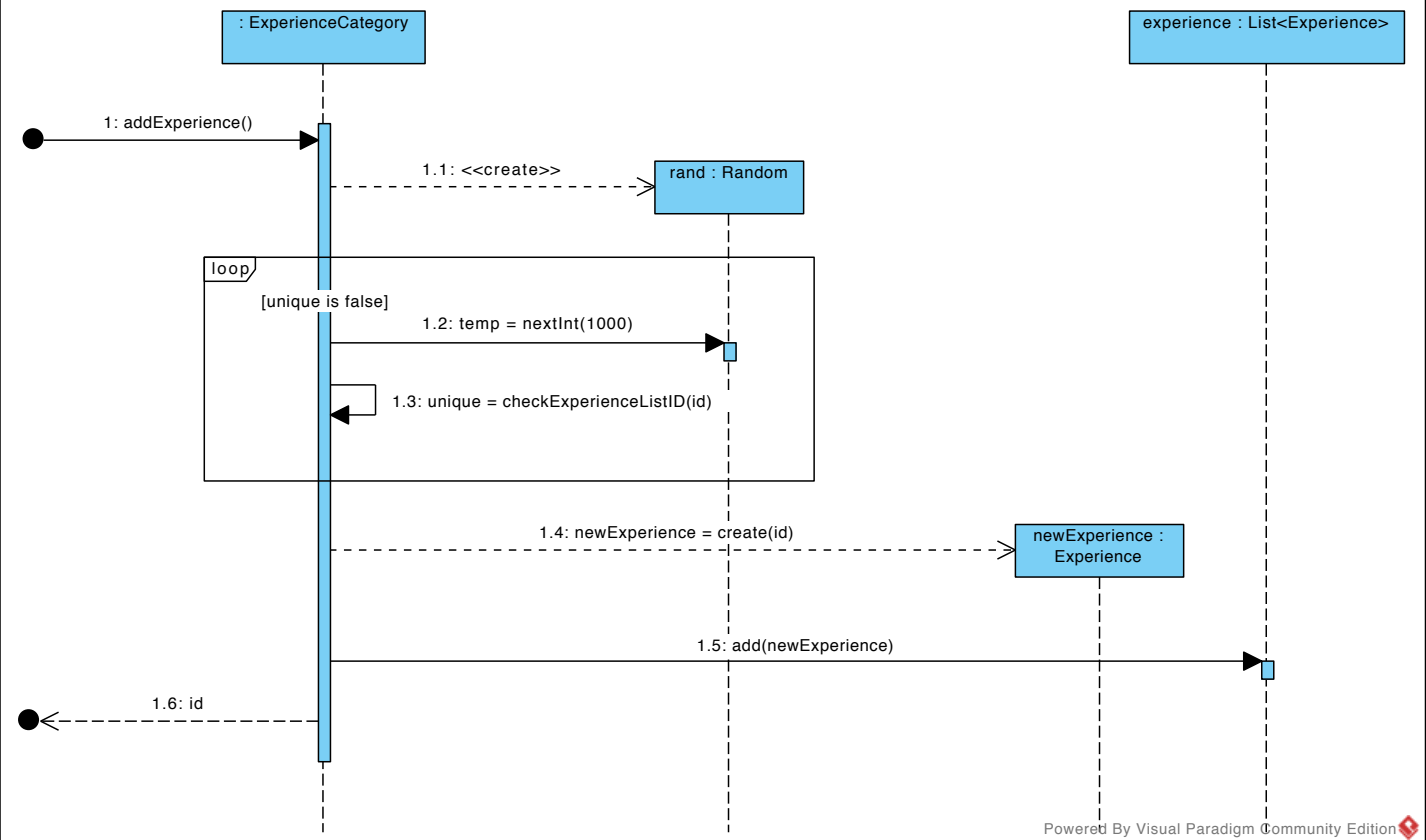 : ExperienceCategory
experience : List<Experience>
1: addExperience()
1.1: <<create>>
rand : Random
loop
[unique is false]
1.2: temp = nextInt(1000)
1.3: unique = checkExperienceListID(id)
1.4: newExperience = create(id)
newExperience :
Experience
1.5: add(newExperience)
1.6: id
Powered By Visual Paradigm Community Edition